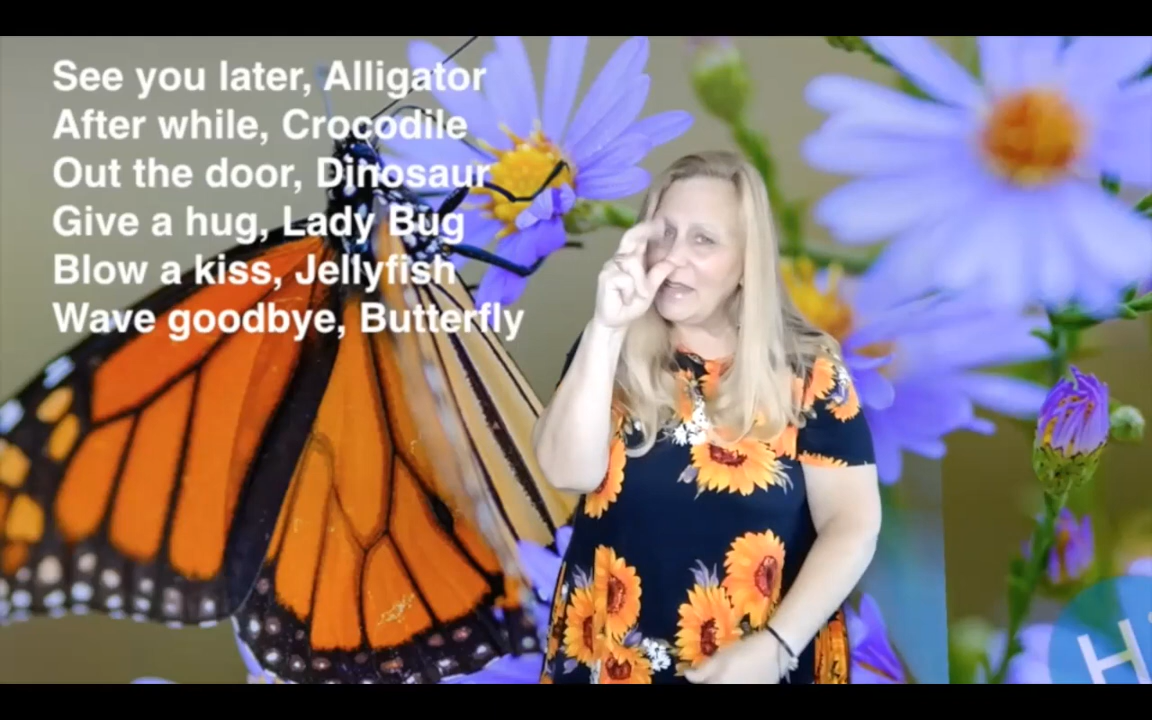 See you later, Alligator
After while, Crocodile
Out the door, Dinosaur
Give a hug, Lady Bug
Blow a kiss, Jellyfish
Wave goodbye, Butterfly